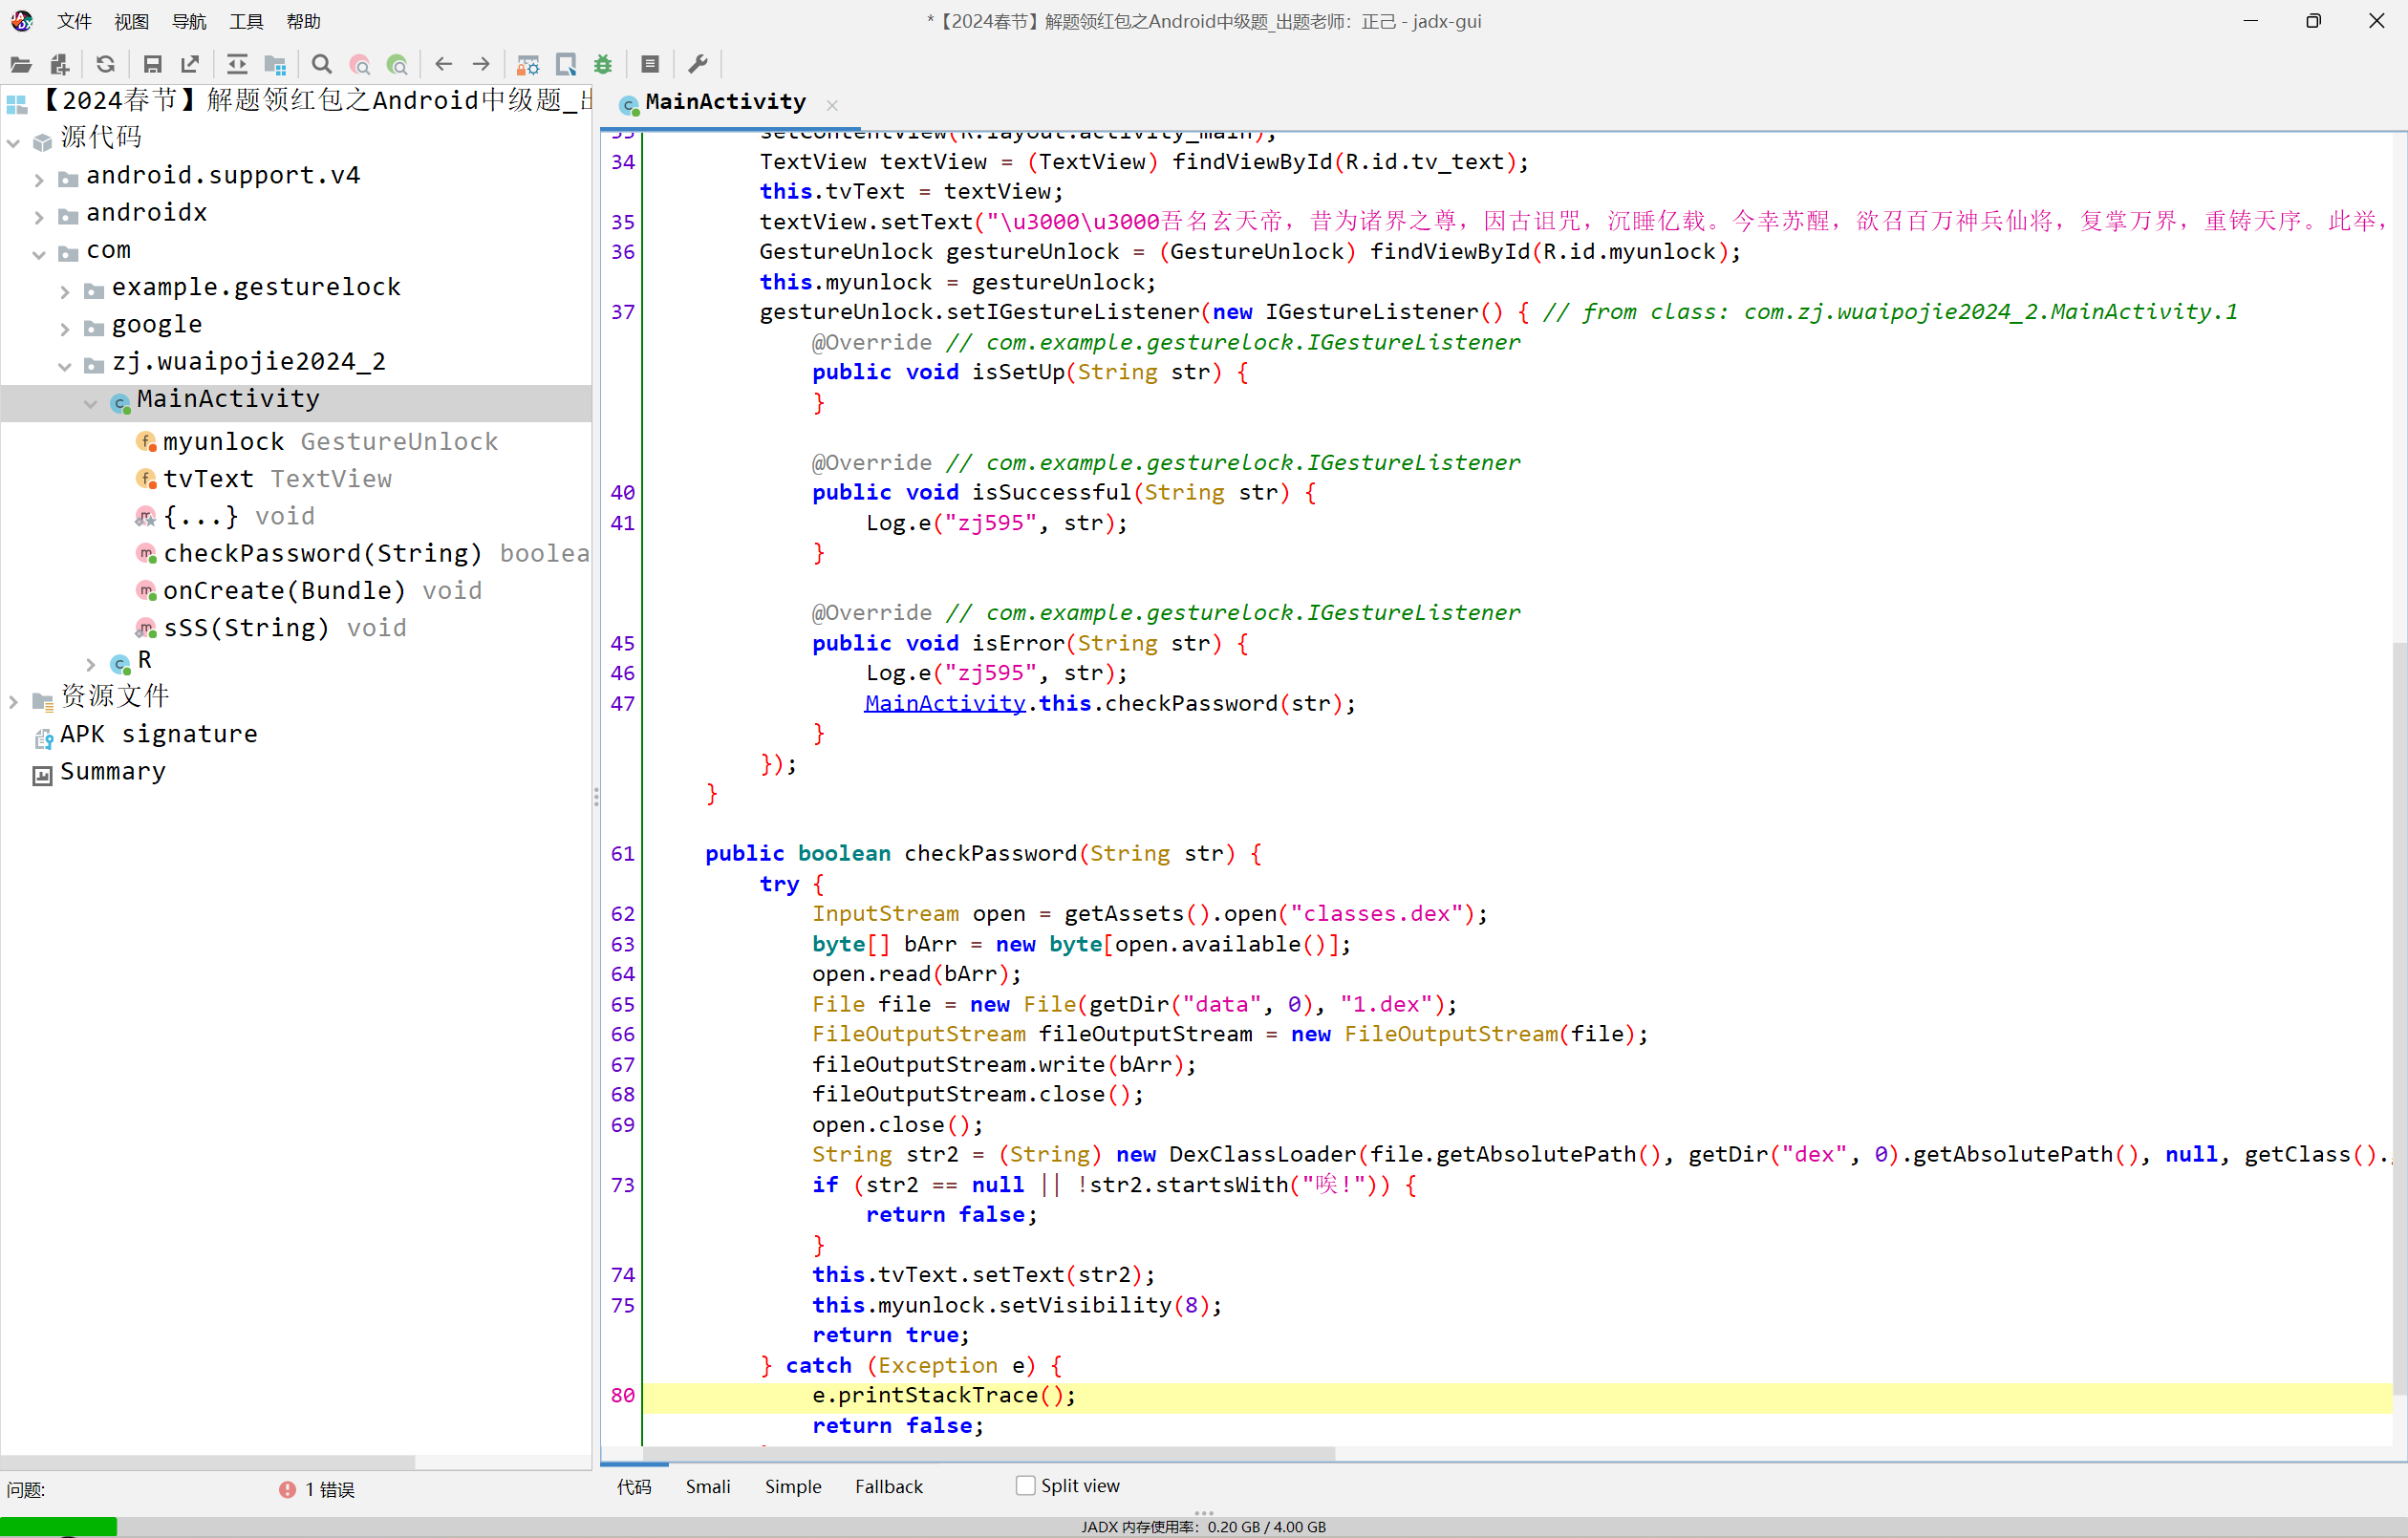 文件 视图 导航 工具 帮助
*【2024春节】解题领红包之Android中级题_出题老师：正己 - jadx-gui
【2024春节】解题领红包之Android中级题_出
源代码
android.support.v4
androidx
com
example.gesturelock
google
zj.wuaipojie2024_2
MainActivity
myunlock GestureUnlock
tvText TextView
{...} void
checkPassword(String) boolea
onCreate(Bundle) void
sSS(String) void
R
资源文件
APK signature
Summary
问题:
1 错误
MainActivity
33 setContentView(R.layout.activity_main);
34 TextView textView = (TextView) findViewById(R.id.tv_text);
this.tvText = textView;
35 textView.setText("\u3000\u3000吾名玄天帝，昔为诸界之尊，因古诅咒，沉睡亿载。今幸苏醒，欲召百万神兵仙将，复掌万界，重铸天序。此举，
36 GestureUnlock gestureUnlock = (GestureUnlock) findViewById(R.id.myunlock);
this.myunlock = gestureUnlock;
37 gestureUnlock.setIGestureListener(new IGestureListener() { // from class: com.zj.wuaipojie2024_2.MainActivity.1
@Override // com.example.gesturelock.IGestureListener
public void isSetUp(String str) {
}
@Override // com.example.gesturelock.IGestureListener
40 public void isSuccessful(String str) {
41 Log.e("zj595", str);
}
@Override // com.example.gesturelock.IGestureListener
45 public void isError(String str) {
46 Log.e("zj595", str);
47 MainActivity.this.checkPassword(str);
}
});
}
61 public boolean checkPassword(String str) {
try {
62 InputStream open = getAssets().open("classes.dex");
63 byte[] bArr = new byte[open.available()];
64 open.read(bArr);
65 File file = new File(getDir("data", 0), "1.dex");
66 FileOutputStream fileOutputStream = new FileOutputStream(file);
67 fileOutputStream.write(bArr);
68 fileOutputStream.close();
69 open.close();
String str2 = (String) new DexClassLoader(file.getAbsolutePath(), getDir("dex", 0).getAbsolutePath(), null, getClass().
73 if (str2 == null || !str2.startsWith("唉!")) {
return false;
}
74 this.tvText.setText(str2);
75 this.myunlock.setVisibility(8);
return true;
} catch (Exception e) {
80 e.printStackTrace();
return false;
代码 Smali Simple Fallback Split view
JADX 内存使用率：0.20 GB / 4.00 GB